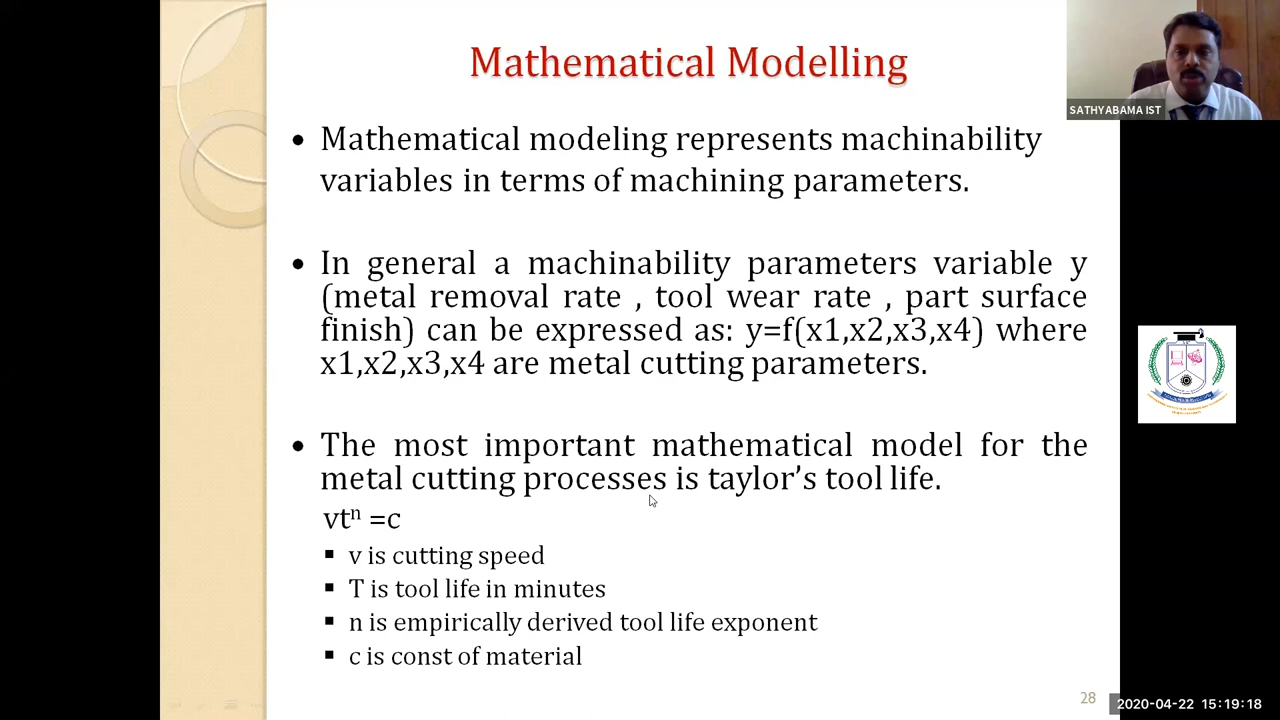 Mathematical Modelling
SATHYABAMA IST
• Mathematical modeling represents machinability
variables in terms of machining parameters.
• In general a machinability parameters variable y
(metal removal rate , tool wear rate , part surface
finish) can be expressed as: y=f(x1,x2,x3,x4) where
x1,x2,x3,x4 are metal cutting parameters.
• The most important mathematical model for the
metal cutting processes is taylor’s tool life.
vtⁿ =c
▪ v is cutting speed
▪ T is tool life in minutes
▪ n is empirically derived tool life exponent
▪ c is const of material
28
2020-04-22 15:19:18